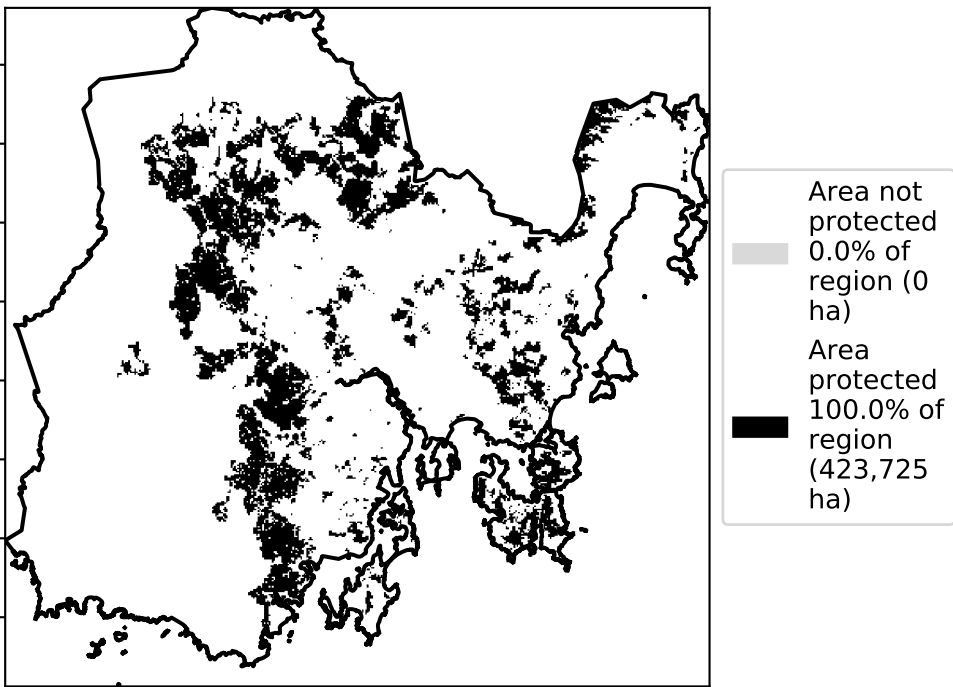 Area not
protected
0.0% of
region (0
ha)
Area
protected
100.0% of
region
(423,725
ha)